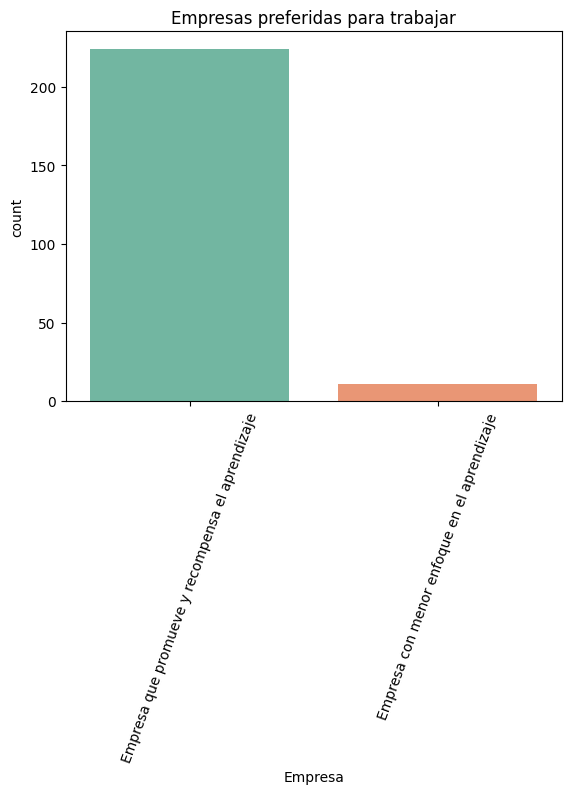 Empresas preferidas para trabajar
count
200
150
100
50
0
Empresa que promueve y recompensa el aprendizaje
Empresa con menor enfoque en el aprendizaje
Empresa